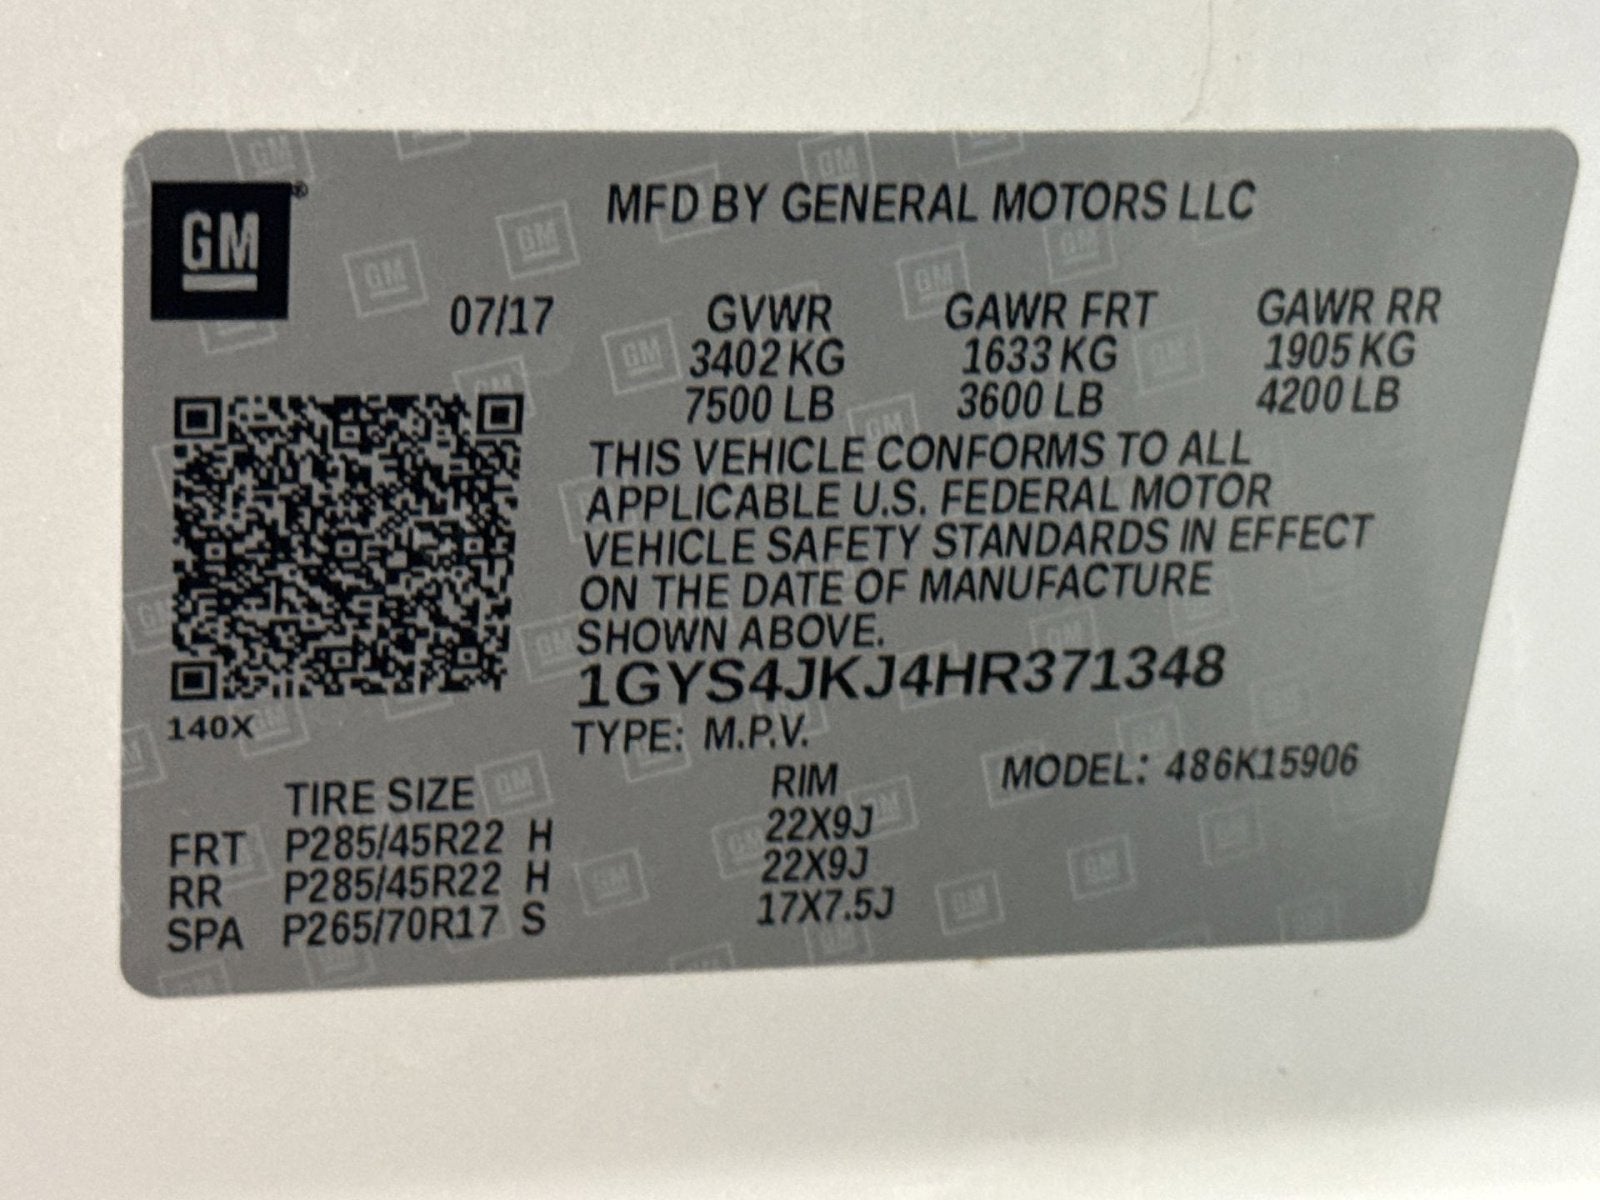 GM®
MFD BY GENERAL MOTORS LLC
07/17
GVWR GAWR FRT GAWR RR
3402 KG 1633 KG 1905 KG
7500 LB 3600 LB 4200 LB
THIS VEHICLE CONFORMS TO ALL
APPLICABLE U.S. FEDERAL MOTOR
VEHICLE SAFETY STANDARDS IN EFFECT
ON THE DATE OF MANUFACTURE
SHOWN ABOVE.
1GYS4JKJ4HR371348
140X
TYPE: M.P.V.
MODEL: 486K15906
TIRE SIZE RIM
FRT P285/45R22 H 22X9J
RR P285/45R22 H 22X9J
SPA P265/70R17 S 17X7.5J